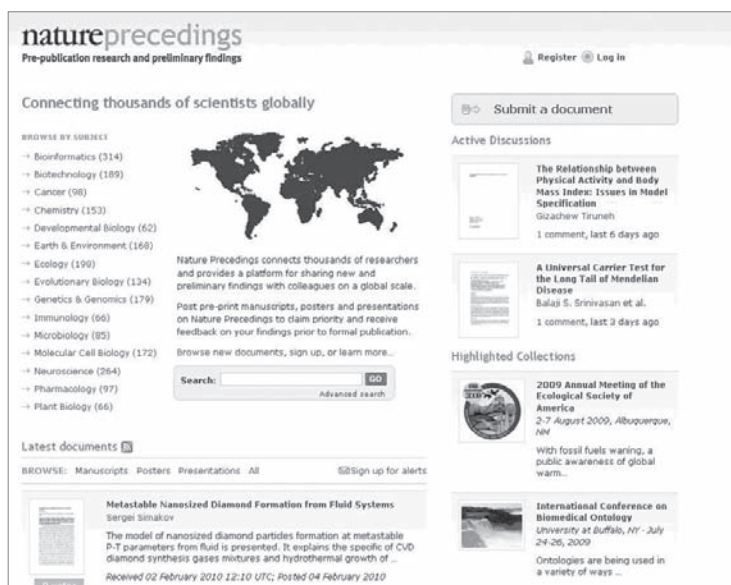 natureprecedings
Pre-publication research and preliminary findings
Register Log in
Connecting thousands of scientists globally
BROWSE BY SUBJECT
→ Bioinformatics (314)
→ Biotechnology (189)
→ Cancer (98)
→ Chemistry (153)
→ Developmental Biology (62)
→ Earth & Environment (168)
→ Ecology (199)
→ Evolutionary Biology (134)
→ Genetics & Genomics (179)
→ Immunology (66)
→ Microbiology (85)
→ Molecular Cell Biology (172)
→ Neuroscience (264)
→ Pharmacology (97)
→ Plant Biology (66)
Nature Precedings connects thousands of researchers
and provides a platform for sharing new and
preliminary findings with colleagues on a global scale.
Post pre-print manuscripts, posters and presentations
on Nature Precedings to claim priority and receive
feedback on your findings prior to formal publication.
Browse new documents, sign up, or learn more...
Search: GO
Advanced search
Latest documents
BROWSE: Manuscripts Posters Presentations All Sign up for alerts
Metastable Nanosized Diamond Formation from Fluid Systems
Sergei Simakov
The model of nanosized diamond particles formation at metastable
P-T parameters from fluid is presented. It explains the specific of CVD
diamond synthesis gases mixtures and hydrothermal growth of ...
Received 02 February 2010 12:10 UTC; Posted 04 February 2010
Submit a document
Active Discussions
The Relationship between
Physical Activity and Body
Mass Index: Issues in Model
Specification
Gizachew Tiruneh
1 comment, last 6 days ago
A Universal Carrier Test for
the Long Tail of Mendelian
Disease
Balaji S. Srinivasan et al.
1 comment, last 3 days ago
Highlighted Collections
2009 Annual Meeting of the
Ecological Society of
America
2-7 August 2009, Albuquerque,
NM
With fossil fuels waning, a
public awareness of global
warm...
International Conference on
Biomedical Ontology
University at Buffalo, NY - July
24-26, 2009
Ontologies are being used in
a variety of ways ...